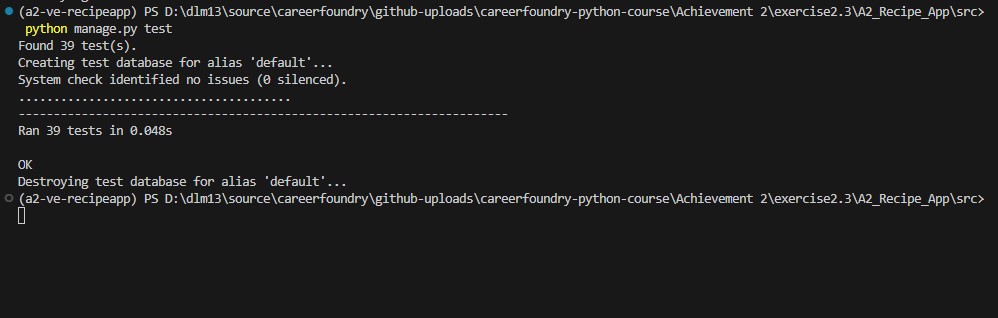 (a2-ve-recipeapp) PS D:\dlm13\source\careerfoundry\github-uploads\careerfoundry-python-course\Achievement 2\exercise2.3\A2_Recipe_App\src>
python manage.py test
Found 39 test(s).
Creating test database for alias 'default'...
System check identified no issues (0 silenced).
.......................................
----------------------------------------------------------------------
Ran 39 tests in 0.048s
OK
Destroying test database for alias 'default'...
(a2-ve-recipeapp) PS D:\dlm13\source\careerfoundry\github-uploads\careerfoundry-python-course\Achievement 2\exercise2.3\A2_Recipe_App\src>